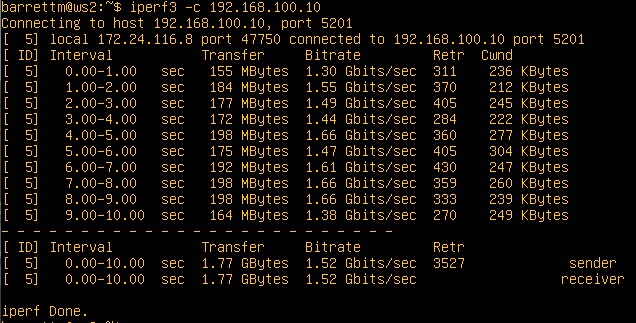 barrettm@ws2:~$ iperf3 -c 192.168.100.10
Connecting to host 192.168.100.10, port 5201
[  5] local 172.24.116.8 port 47750 connected to 192.168.100.10 port 5201
[ ID] Interval           Transfer     Bitrate         Retr  Cwnd
[  5]   0.00-1.00   sec   155 MBytes  1.30 Gbits/sec  311    236 KBytes
[  5]   1.00-2.00   sec   184 MBytes  1.55 Gbits/sec  370    212 KBytes
[  5]   2.00-3.00   sec   177 MBytes  1.49 Gbits/sec  405    245 KBytes
[  5]   3.00-4.00   sec   172 MBytes  1.44 Gbits/sec  284    222 KBytes
[  5]   4.00-5.00   sec   198 MBytes  1.66 Gbits/sec  360    277 KBytes
[  5]   5.00-6.00   sec   175 MBytes  1.47 Gbits/sec  405    304 KBytes
[  5]   6.00-7.00   sec   192 MBytes  1.61 Gbits/sec  430    247 KBytes
[  5]   7.00-8.00   sec   198 MBytes  1.66 Gbits/sec  359    260 KBytes
[  5]   8.00-9.00   sec   198 MBytes  1.66 Gbits/sec  333    239 KBytes
[  5]   9.00-10.00  sec   164 MBytes  1.38 Gbits/sec  270    249 KBytes
- - - - - - - - - - - - - - - - - - - - - - - - -
[ ID] Interval           Transfer     Bitrate         Retr
[  5]   0.00-10.00  sec  1.77 GBytes  1.52 Gbits/sec  3527             sender
[  5]   0.00-10.00  sec  1.77 GBytes  1.52 Gbits/sec                  receiver
iperf Done.